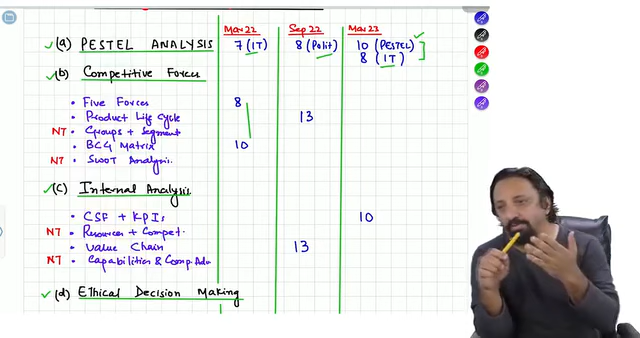 Mar 22 Sep 22 Mar 23
(a) PESTEL ANALYSIS 7 (IT) 8 (Polit) 10 (PESTEL)
8 (IT)
(b) Competitive Forces
• Five Forces 8
• Product Life Cycle 13
NT • Groups + Segment
• BCG Matrix 10
NT • SWOT Analysis.
(c) Internal Analysis
• CSF + KPIs 10
NT • Resources + Compet.
• Value Chain 13
NT • Capabilities & Comp. Adv
(d) Ethical Decision Making